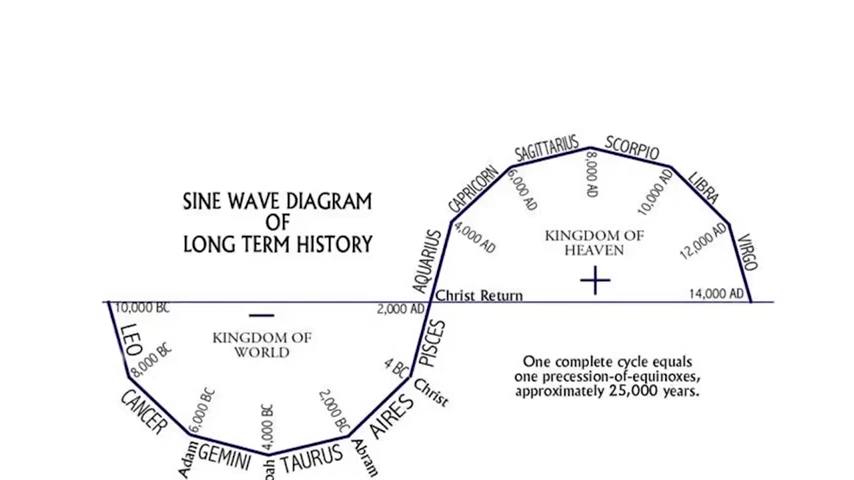 SINE WAVE DIAGRAM
OF
LONG TERM HISTORY
SAGITTARIUS
SCORPIO
CAPRICORN
LIBRA
AQUARIUS
VIRGO
4,000 AD
6,000 AD
8,000 AD
10,000 AD
12,000 AD
14,000 AD
KINGDOM OF
HEAVEN
+
Christ Return
10,000 BC
2,000 AD
−
KINGDOM OF
WORLD
LEO
8,000 BC
CANCER
6,000 BC
Adam
GEMINI
4,000 BC
TAURUS
2,000 BC
Abram
AIRES
4 BC
Christ
PISCES
One complete cycle equals
one precession-of-equinoxes,
approximately 25,000 years.